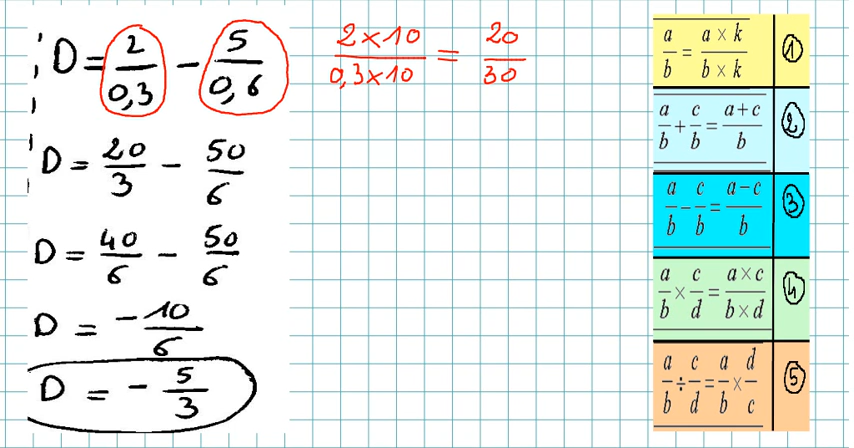 D = 2/0,3 − 5/0,6
D = 20/3 − 50/6
D = 40/6 − 50/6
D = −10/6
D = − 5/3
2 × 10 / 0,3 × 10 = 20/30
a/b = a × k / b × k ①
a/b + c/b = a + c / b ②
a/b − c/b = a − c / b ③
a/b × c/d = a × c / b × d ④
a/b ÷ c/d = a/b × d/c ⑤